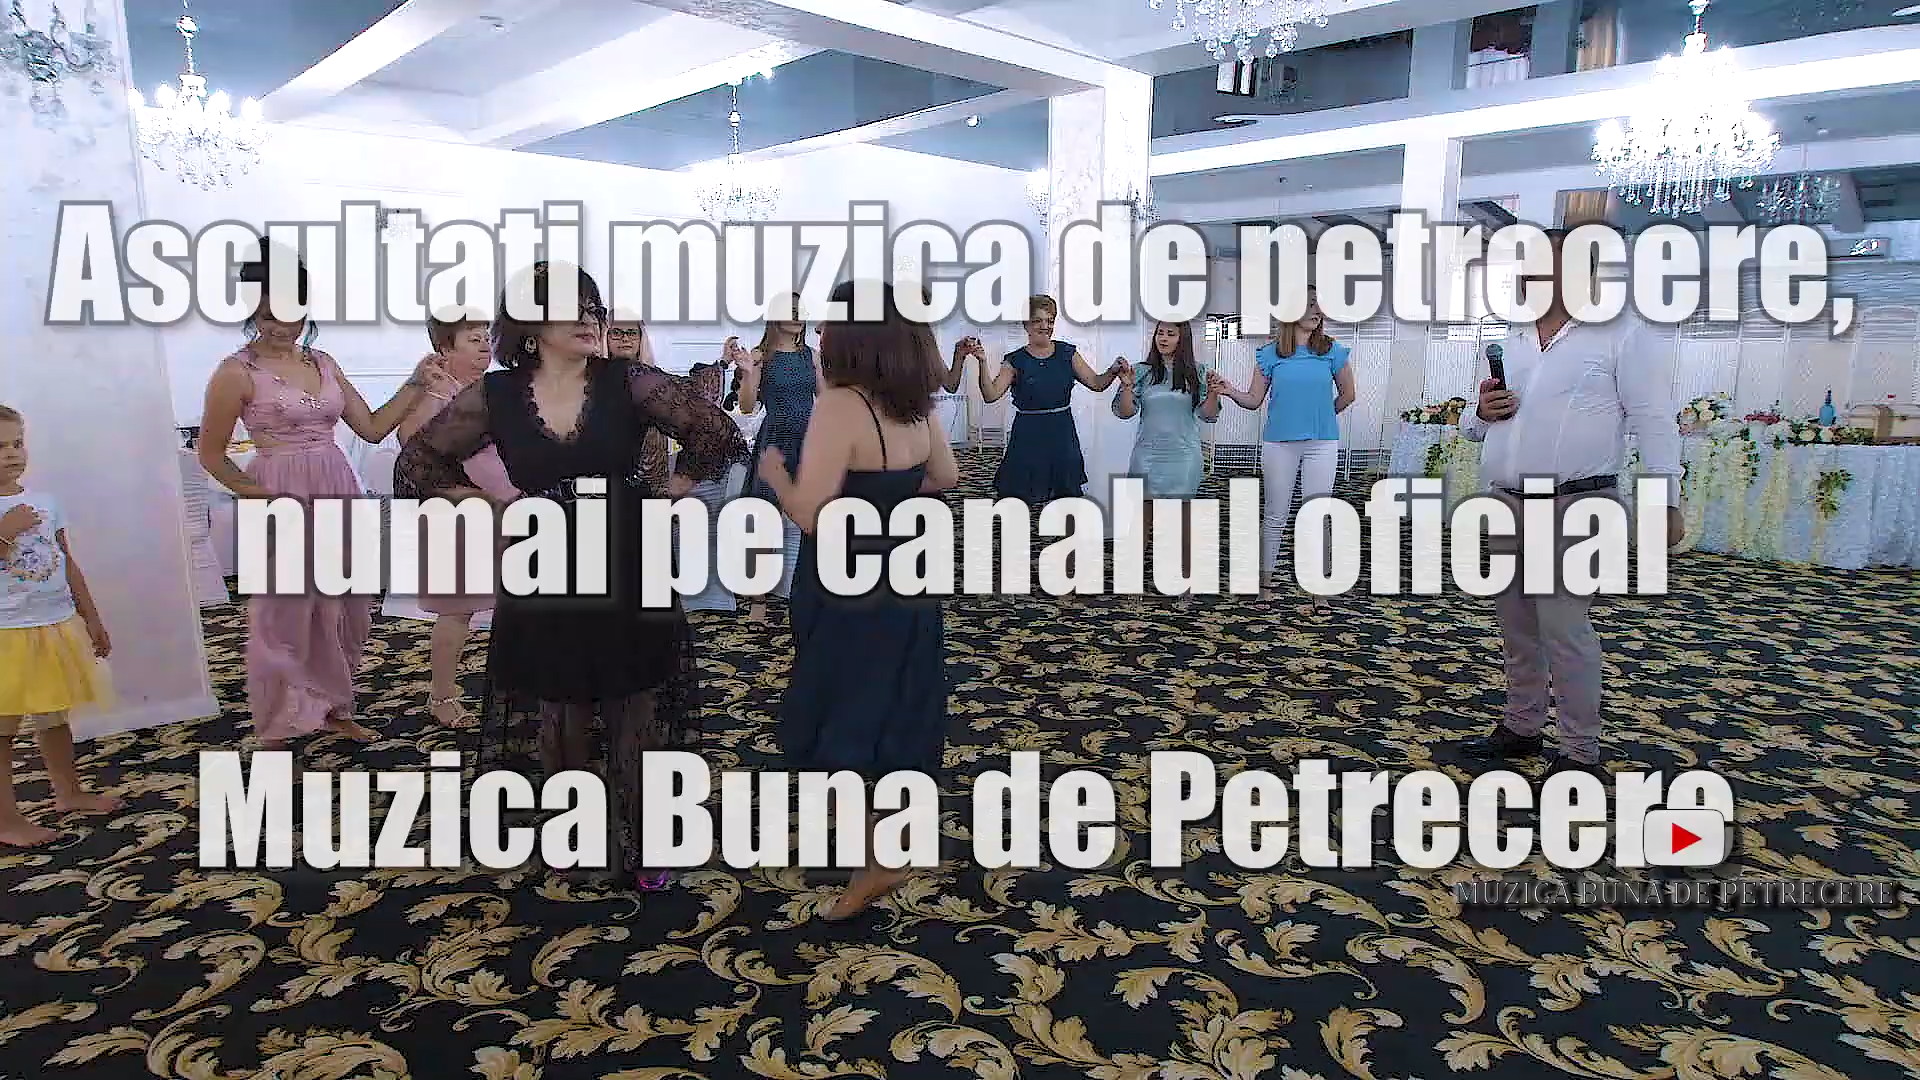 Ascultati muzica de petrecere,
numai pe canalul oficial
Muzica Buna de Petrecere
MUZICA BUNA DE PETRECERE